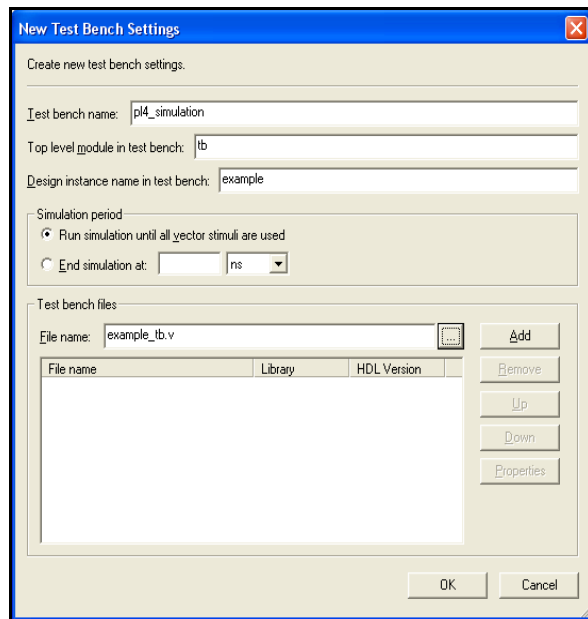 New Test Bench Settings
Create new test bench settings.
Test bench name: pl4_simulation
Top level module in test bench: tb
Design instance name in test bench: example
Simulation period
Run simulation until all vector stimuli are used
End simulation at: ns
Test bench files
File name: example_tb.v ... Add
File name Library HDL Version
Remove
Up
Down
Properties
OK Cancel